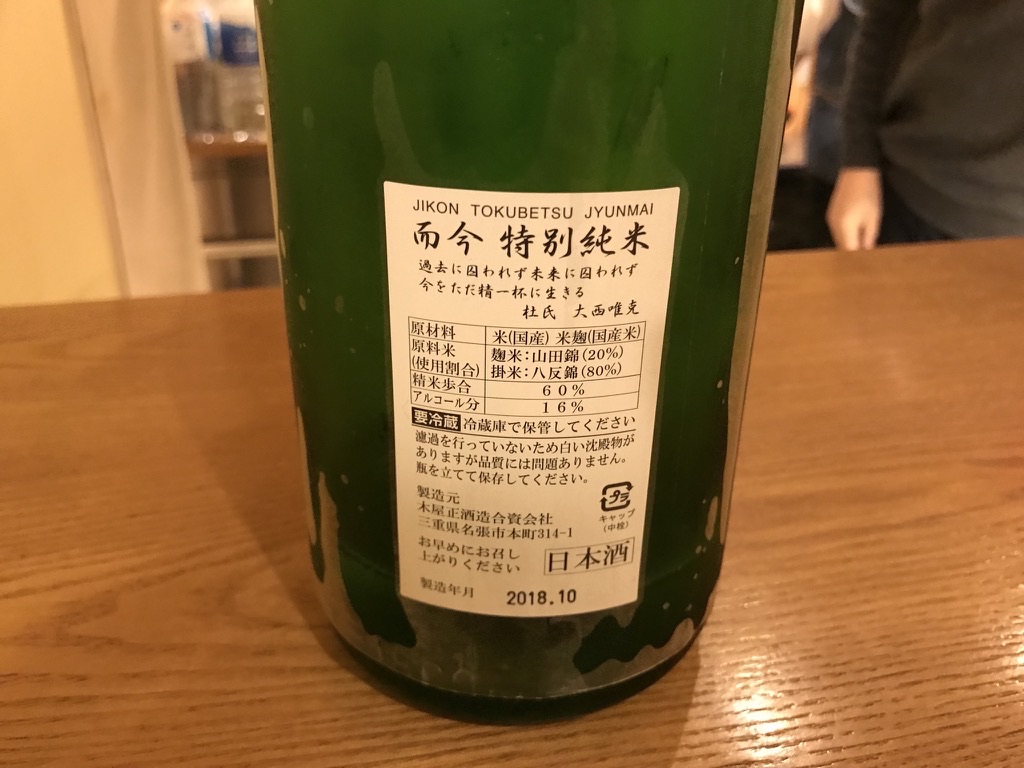 JIKON TOKUBETSU JYUNMAI
而今 特別純米
過去に囚われず未来に囚われず
今をただ精一杯に生きる
杜氏 大西唯克
原材料 米(国産) 米麹(国産米)
原料米 麹米:山田錦(20%)
(使用割合) 掛米:八反錦(80%)
精米歩合 60%
アルコール分 16%
要冷蔵 冷蔵庫で保管してください
濾過を行っていないため白い沈殿物が
ありますが品質には問題ありません。
瓶を立てて保存してください。
製造元
木屋正酒造合資会社
三重県名張市本町314-1
プラ
キャップ
(中栓)
お早めにお召し
上がりください
日本酒
製造年月 2018.10